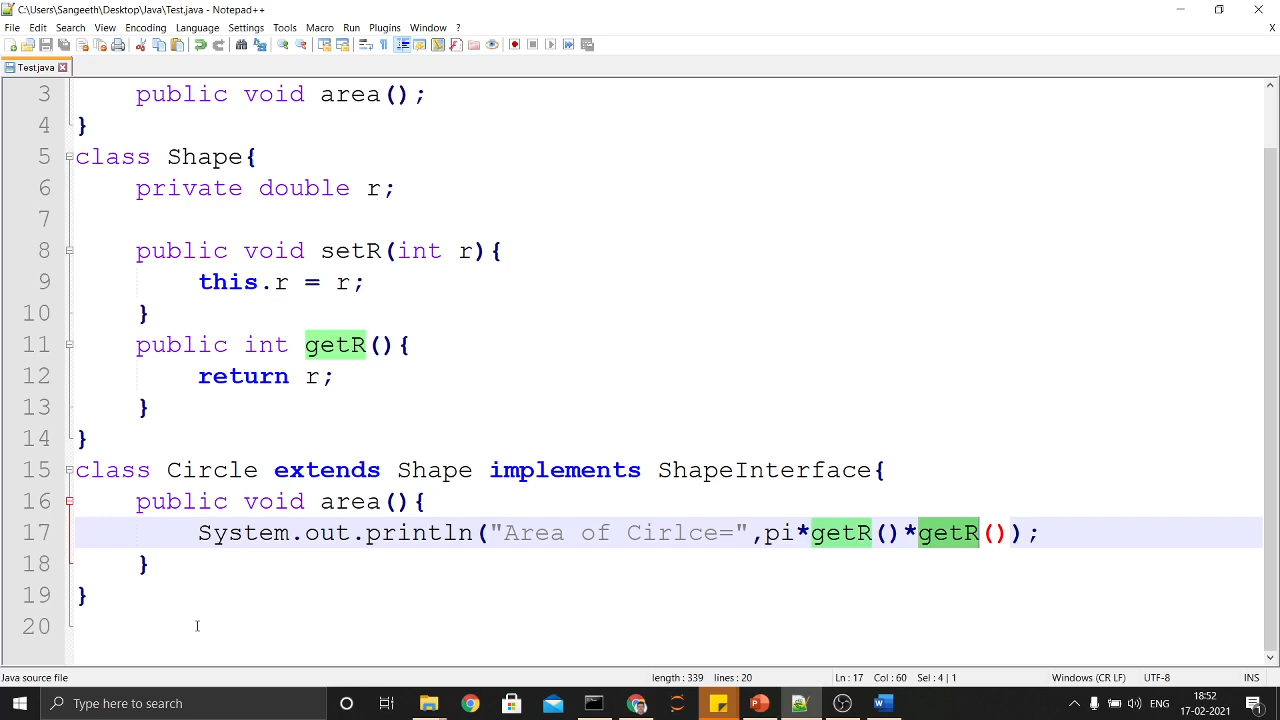 C:\Users\Sangeeth\Desktop\Java\Test.java - Notepad++
File Edit Search View Encoding Language Settings Tools Macro Run Plugins Window ? X
Test.java
3 public void area();
4 }
5 class Shape{
6 private double r;
7
8 public void setR(int r){
9 this.r = r;
10 }
11 public int getR(){
12 return r;
13 }
14 }
15 class Circle extends Shape implements ShapeInterface{
16 public void area(){
17 System.out.println("Area of Cirlce=",pi*getR()*getR());
18 }
19 }
20
Java source file length : 339 lines : 20 Ln : 17 Col : 60 Sel : 4 | 1 Windows (CR LF) UTF-8 INS
Type here to search ENG 18:52
17-02-2021